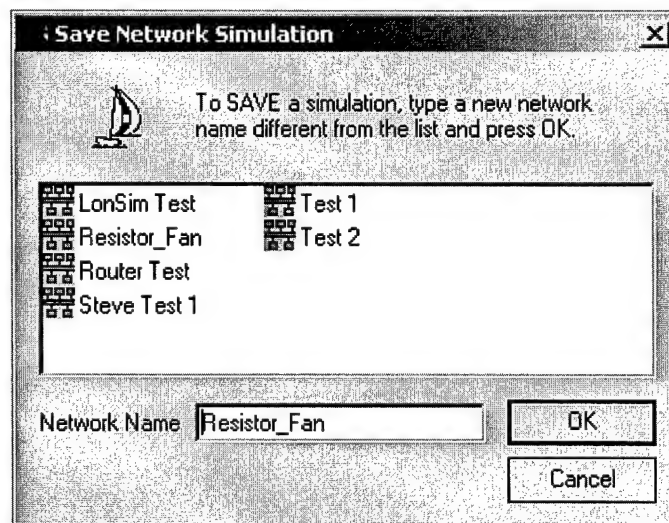 Save Network Simulation
To SAVE a simulation, type a new network
name different from the list and press OK.
LonSim Test
Resistor_Fan
Router Test
Steve Test 1
Test 1
Test 2
Network Name Resistor_Fan
OK
Cancel